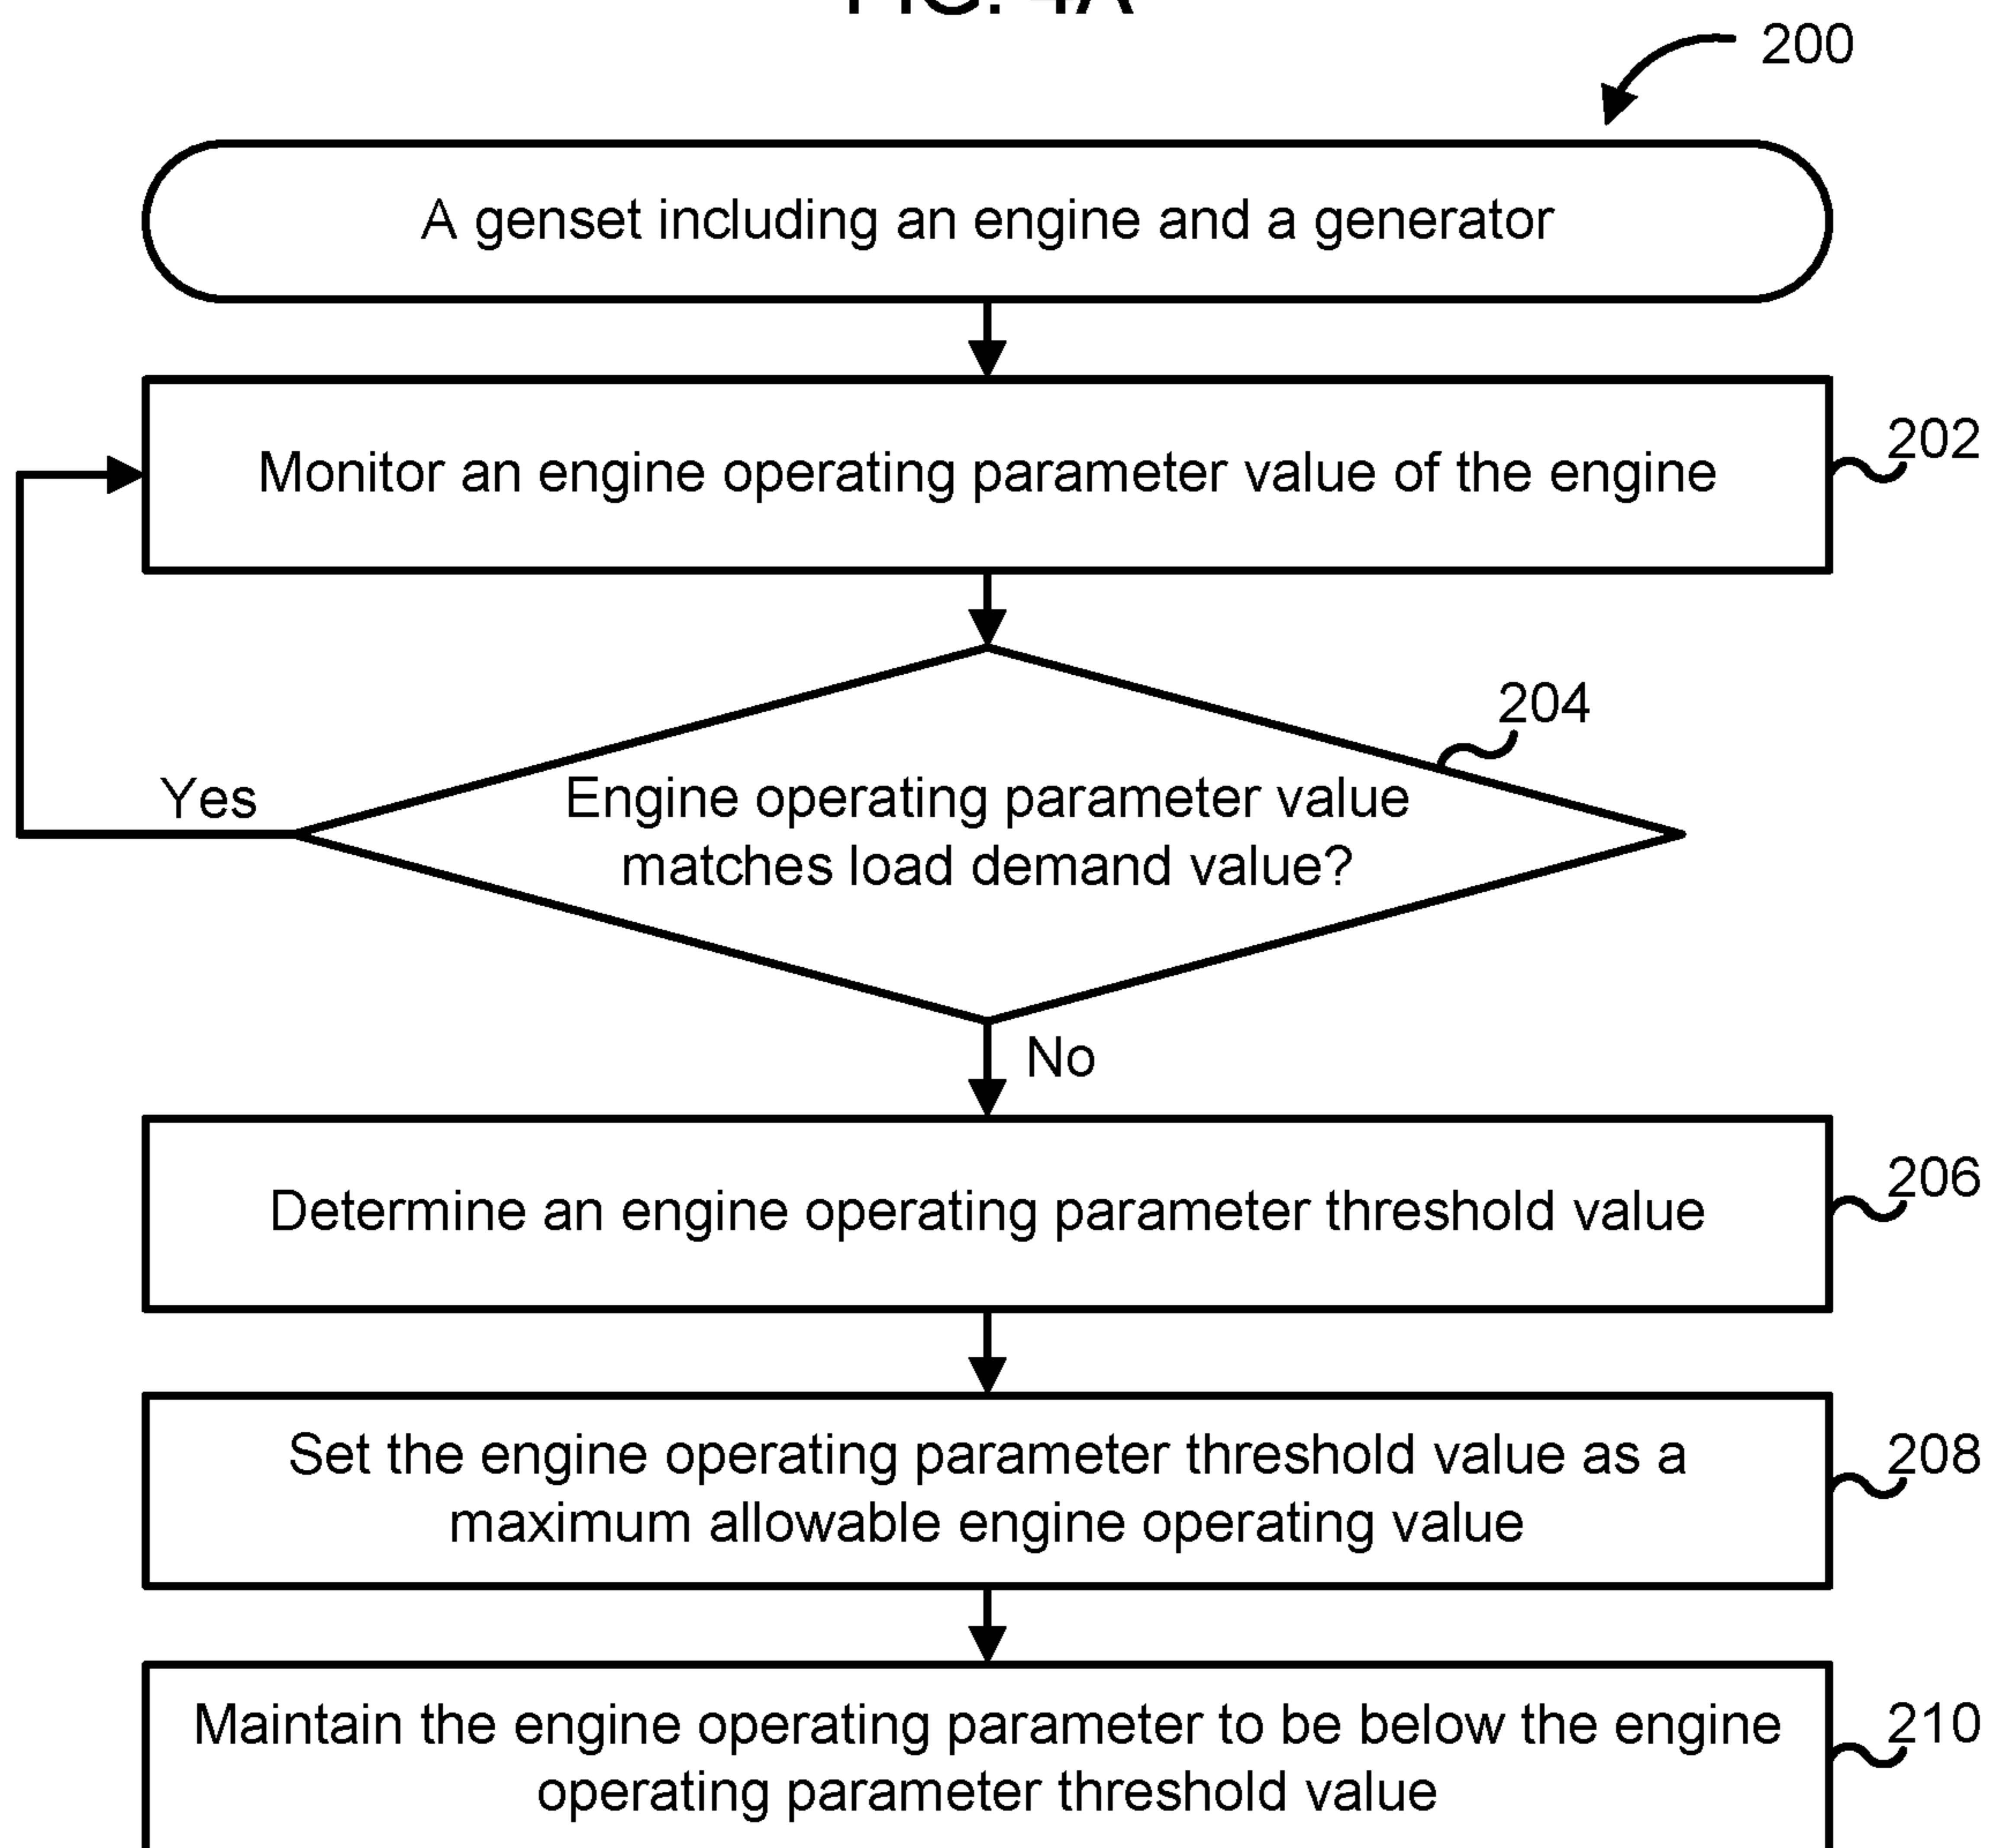 FIG. 4A
200
A genset including an engine and a generator
Monitor an engine operating parameter value of the engine
202
204
Engine operating parameter value
matches load demand value?
Yes
No
Determine an engine operating parameter threshold value
206
Set the engine operating parameter threshold value as a
maximum allowable engine operating value
208
Maintain the engine operating parameter to be below the engine
operating parameter threshold value
210